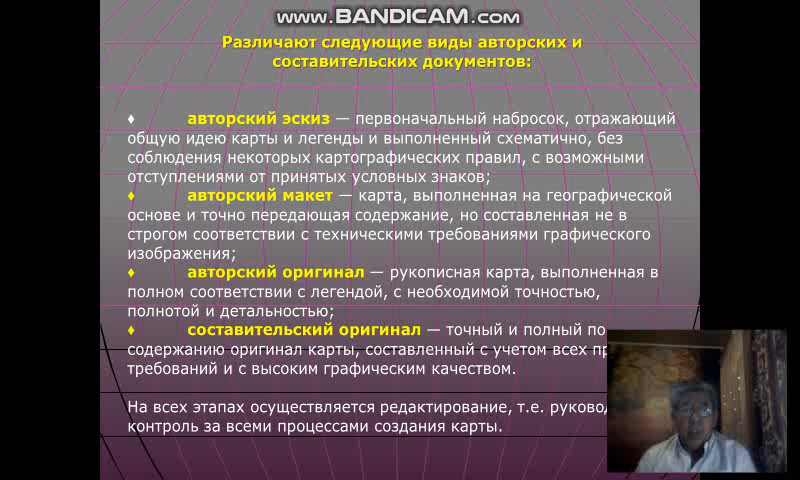 www.BANDICAM.com
Различают следующие виды авторских и
составительских документов:
♦ авторский эскиз — первоначальный набросок, отражающий
общую идею карты и легенды и выполненный схематично, без
соблюдения некоторых картографических правил, с возможными
отступлениями от принятых условных знаков;
♦ авторский макет — карта, выполненная на географической
основе и точно передающая содержание, но составленная не в
строгом соответствии с техническими требованиями графического
изображения;
♦ авторский оригинал — рукописная карта, выполненная в
полном соответствии с легендой, с необходимой точностью,
полнотой и детальностью;
♦ составительский оригинал — точный и полный по
содержанию оригинал карты, составленный с учетом всех
требований и с высоким графическим качеством.
На всех этапах осуществляется редактирование, т.е.
контроль за всеми процессами создания карты.